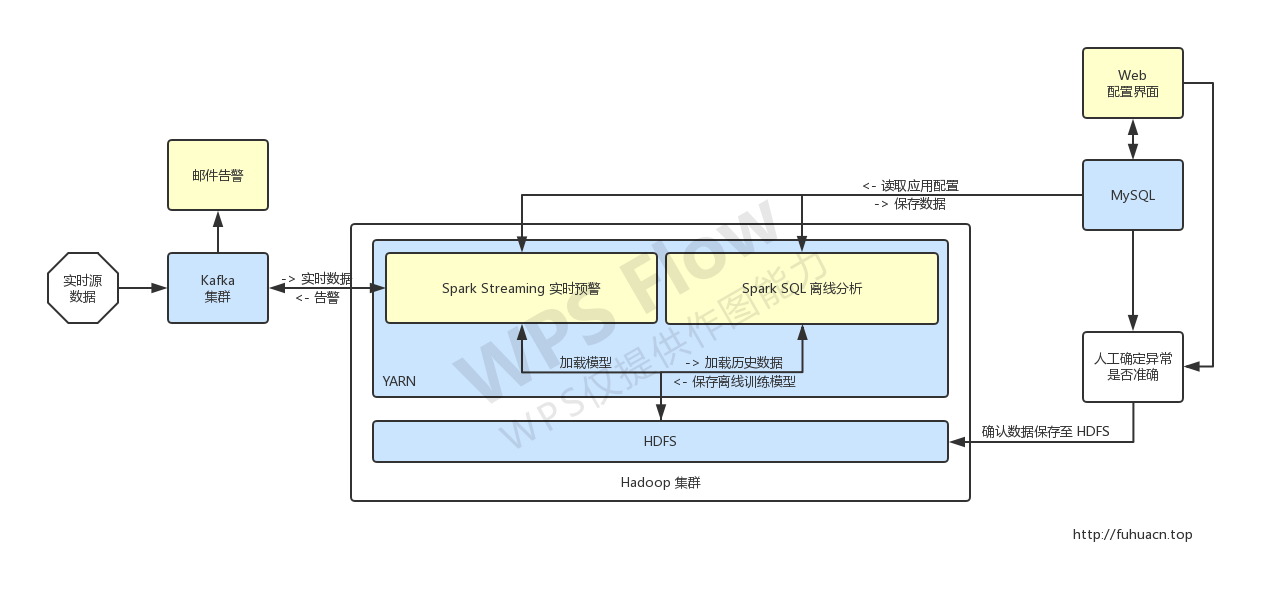 Web
配置界面
邮件告警
<- 读取应用配置
MySQL
-> 保存数据
实时源
数据
Kafka
集群
-> 实时数据
<- 告警
Spark Streaming 实时预警
Spark SQL 离线分析
加载模型
-> 加载历史数据
<- 保存离线训练模型
YARN
人工确定异常
是否准确
HDFS
确认数据保存至 HDFS
Hadoop 集群
http://fuhuacn.top
WPS Flow
WPS仅提供作图能力